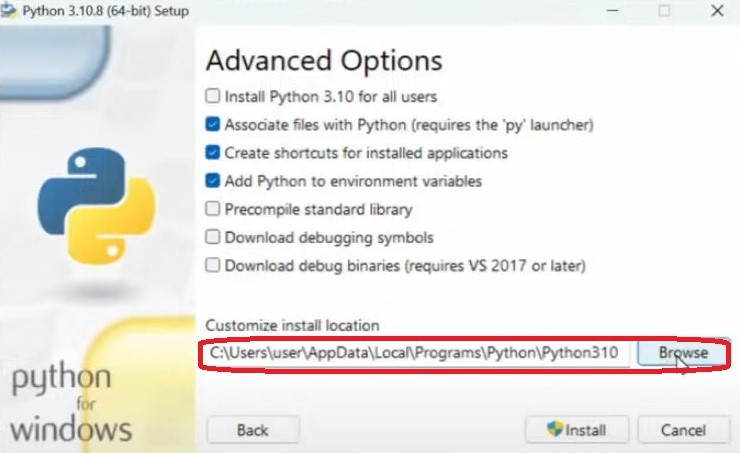 Python 3.10.8 (64-bit) Setup
Advanced Options
Install Python 3.10 for all users
Associate files with Python (requires the 'py' launcher)
Create shortcuts for installed applications
Add Python to environment variables
Precompile standard library
Download debugging symbols
Download debug binaries (requires VS 2017 or later)
Customize install location
C:\Users\user\AppData\Local\Programs\Python\Python310 Browse
python
for
windows
Back Install Cancel